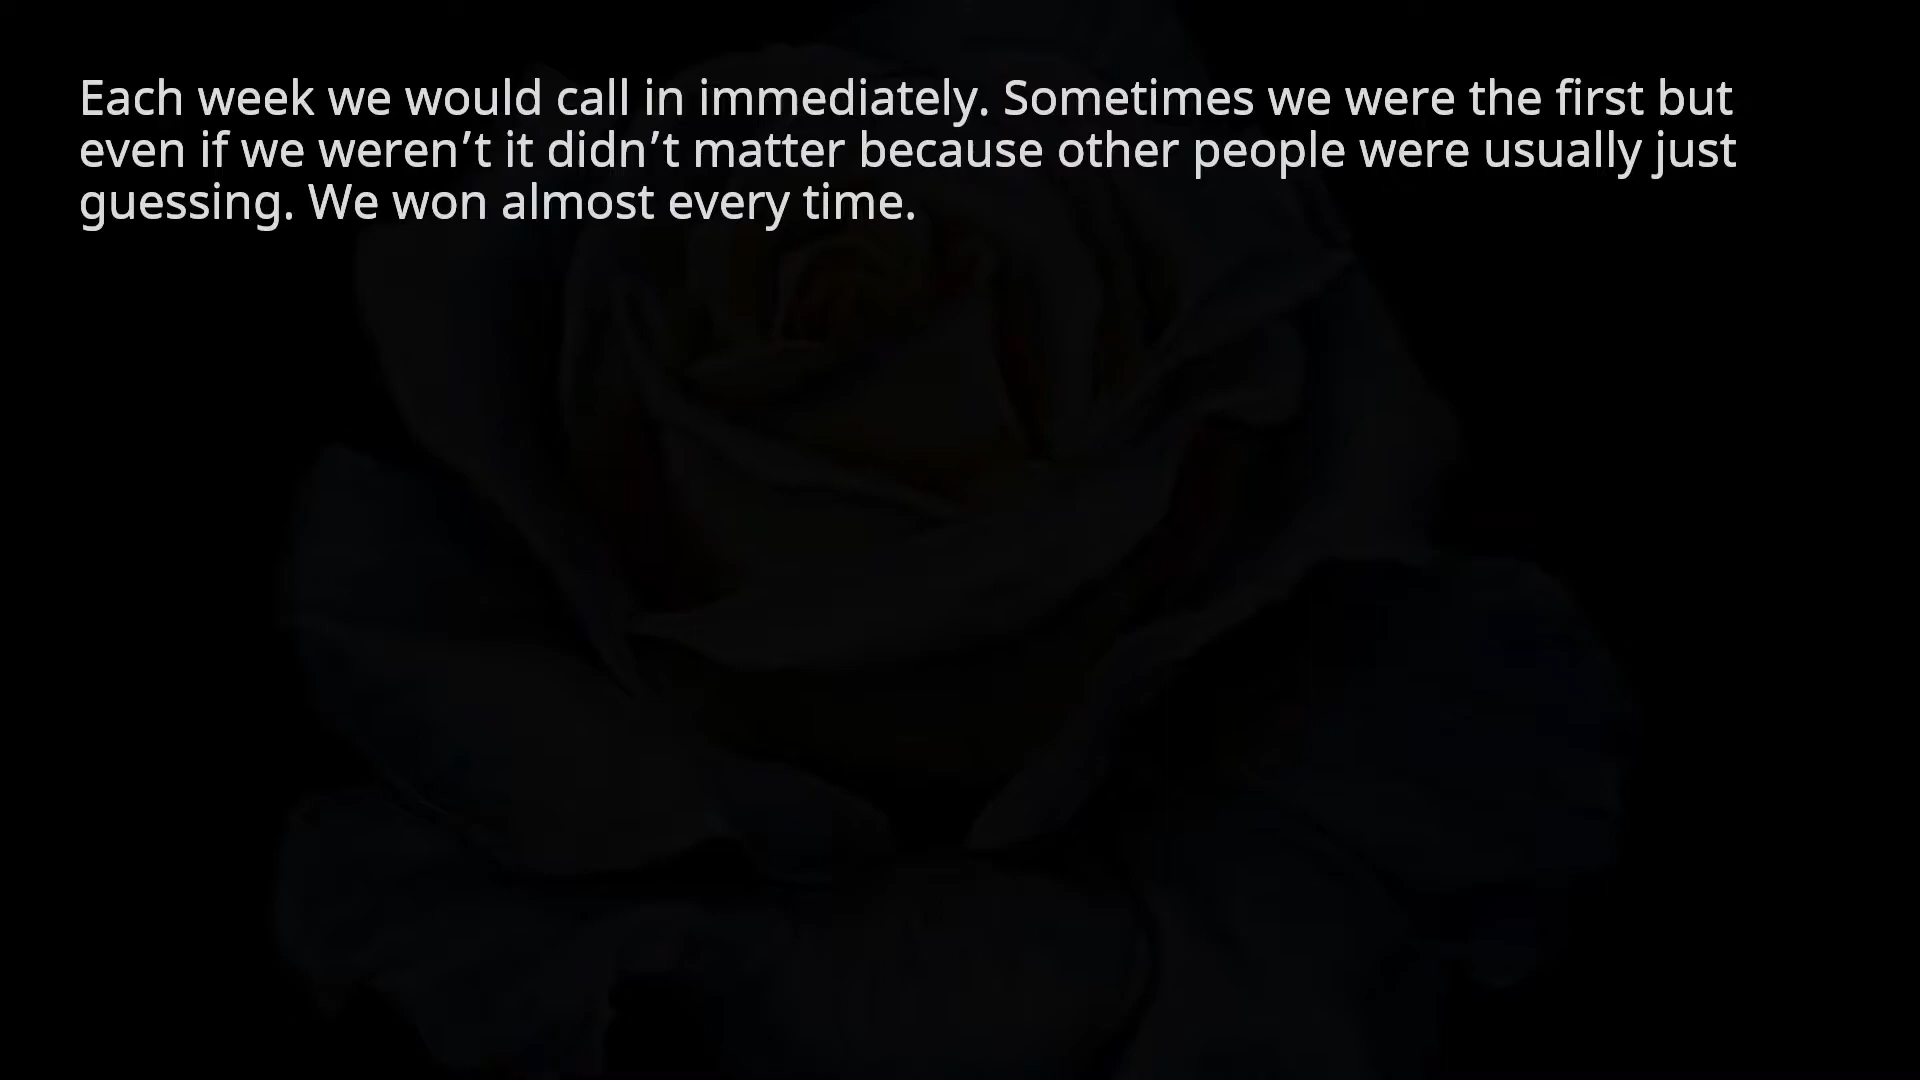 Each week we would call in immediately. Sometimes we were the first but
even if we weren’t it didn’t matter because other people were usually just
guessing. We won almost every time.